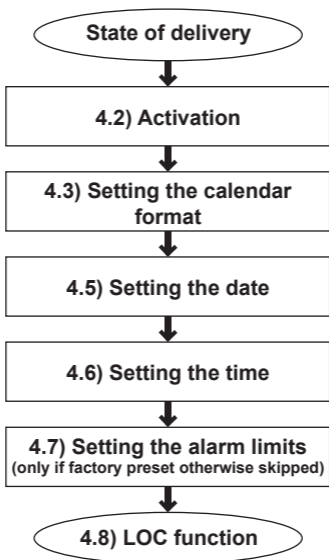 State of delivery
4.2) Activation
4.3) Setting the calendar
format
4.5) Setting the date
4.6) Setting the time
4.7) Setting the alarm limits
(only if factory preset otherwise skipped)
4.8) LOC function